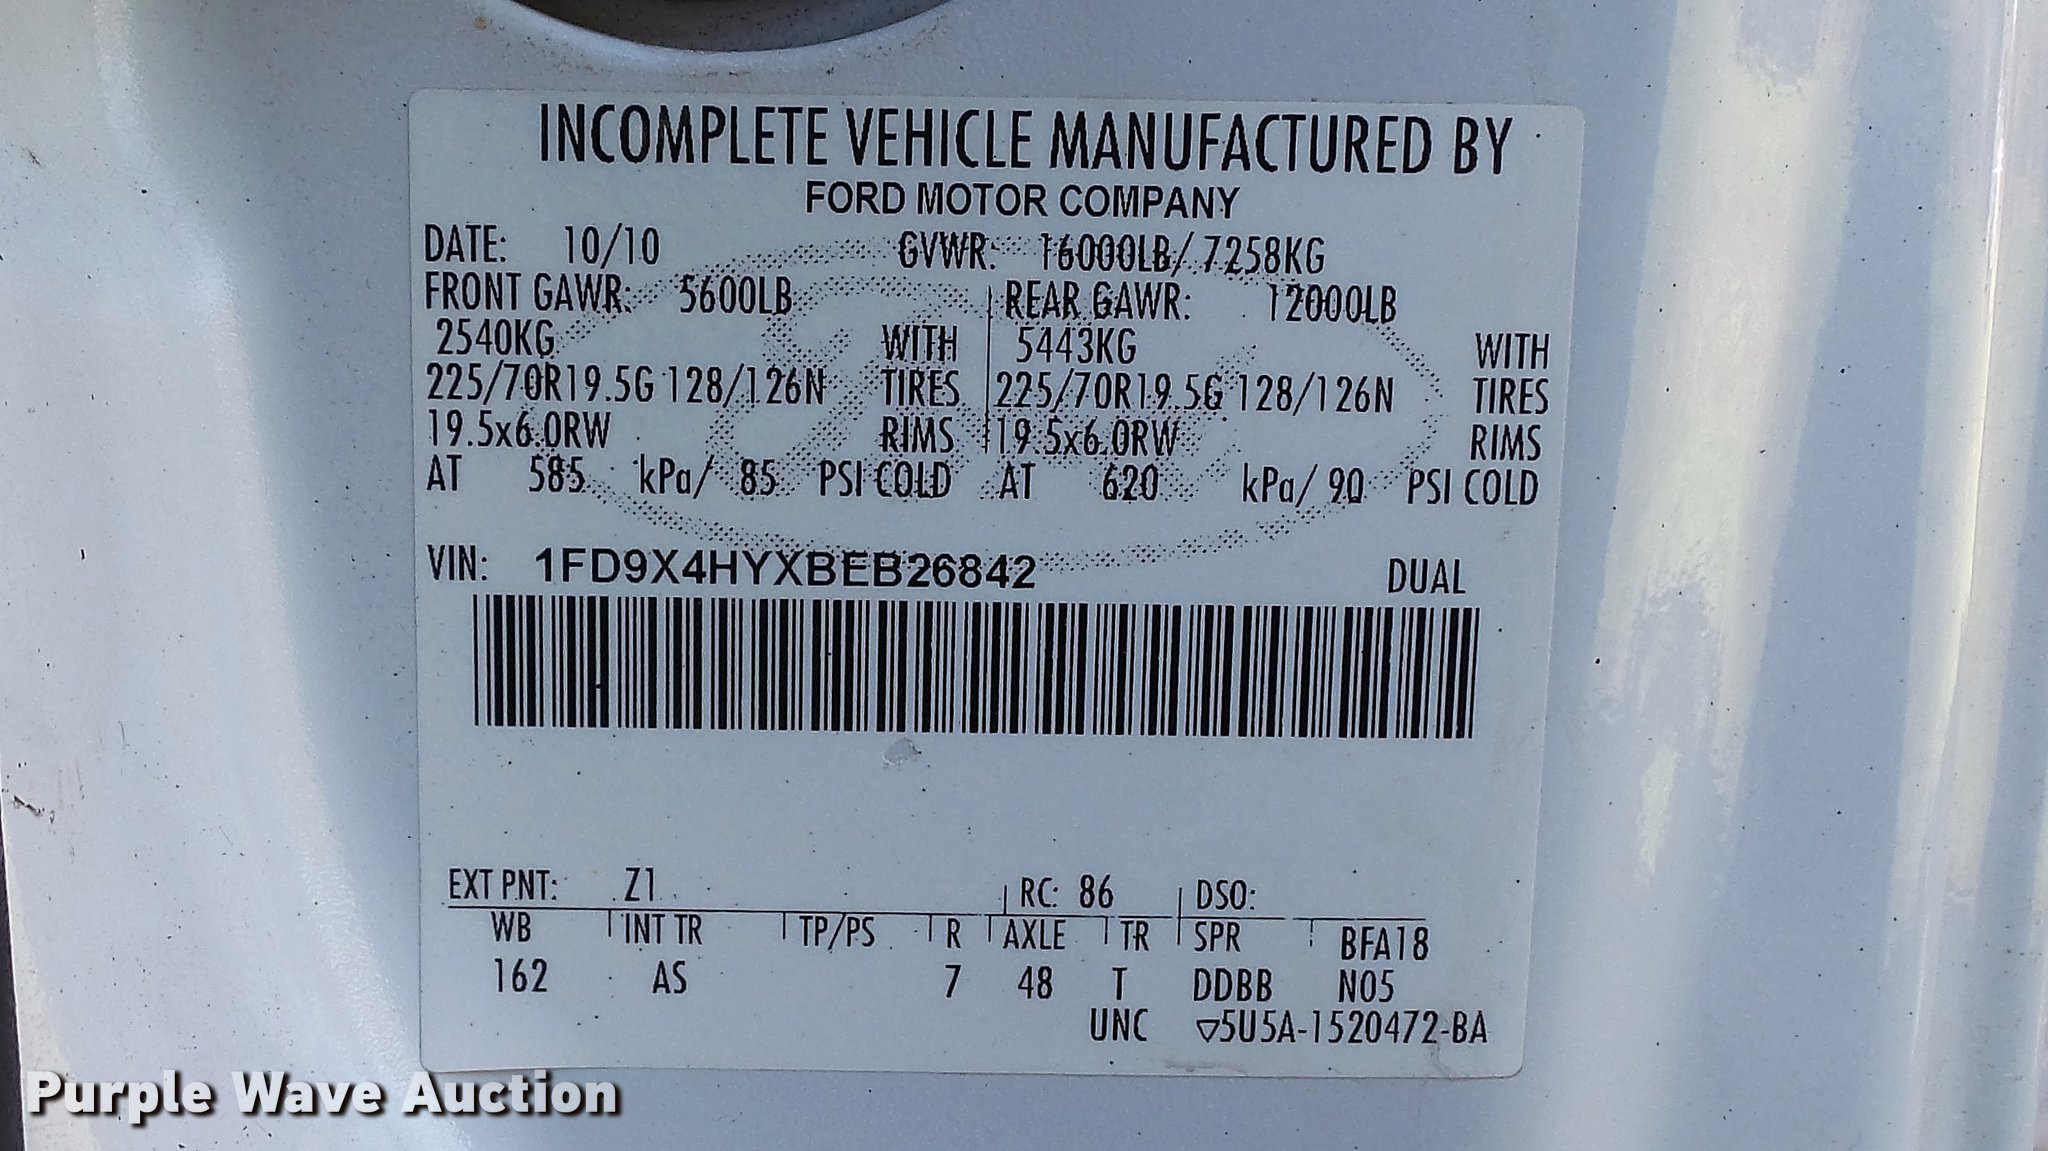 INCOMPLETE VEHICLE MANUFACTURED BY
FORD MOTOR COMPANY
DATE: 10/10 GVWR: 16000LB/ 7258KG
FRONT GAWR: 5600LB REAR GAWR: 12000LB
2540KG WITH 5443KG WITH
225/70R19.5G 128/126N TIRES 225/70R19.5G 128/126N TIRES
19.5x6.0RW RIMS 19.5x6.0RW RIMS
AT 585 kPa/ 85 PSI COLD AT 620 kPa/ 90 PSI COLD
VIN: 1FD9X4HYXBEB26842 DUAL
EXT PNT: Z1 RC: 86 DSO:
WB INT TR TP/PS R AXLE TR SPR BFA18
162 AS 7 48 T DDBB N05
UNC ▽5U5A-1520472-BA
Purple Wave Auction